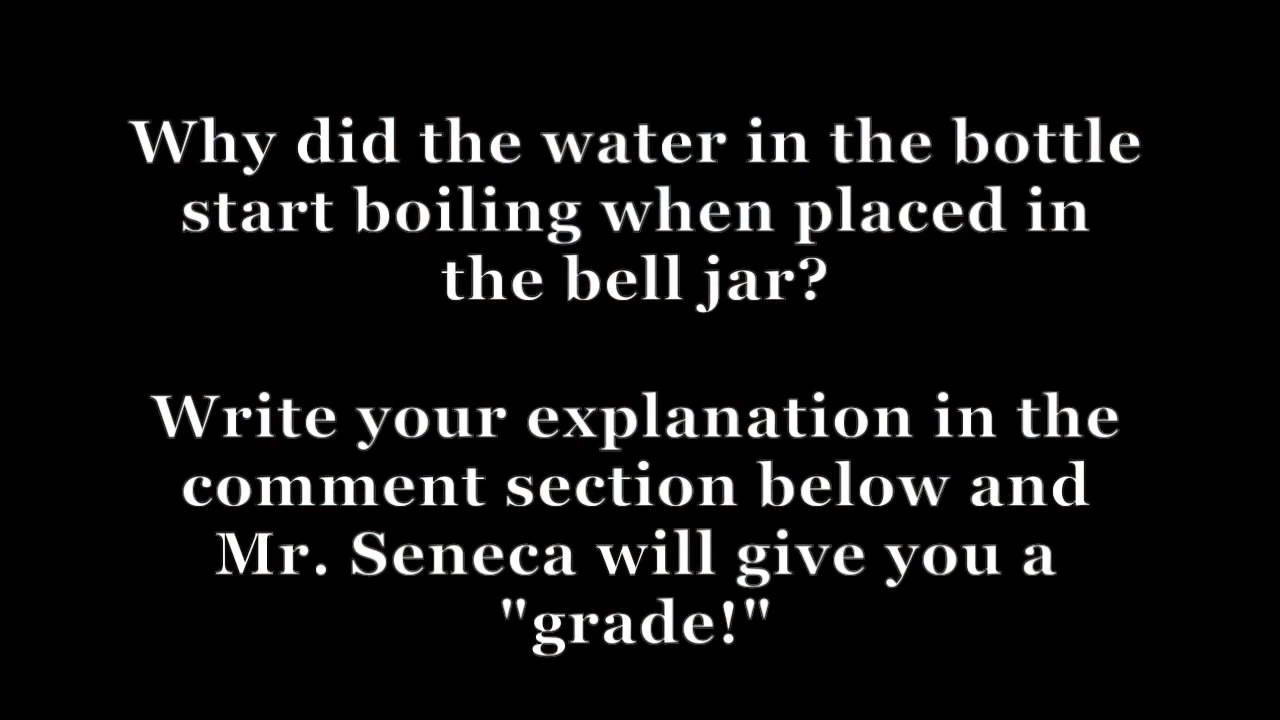 Why did the water in the bottle
start boiling when placed in
the bell jar?
Write your explanation in the
comment section below and
Mr. Seneca will give you a
"grade!"